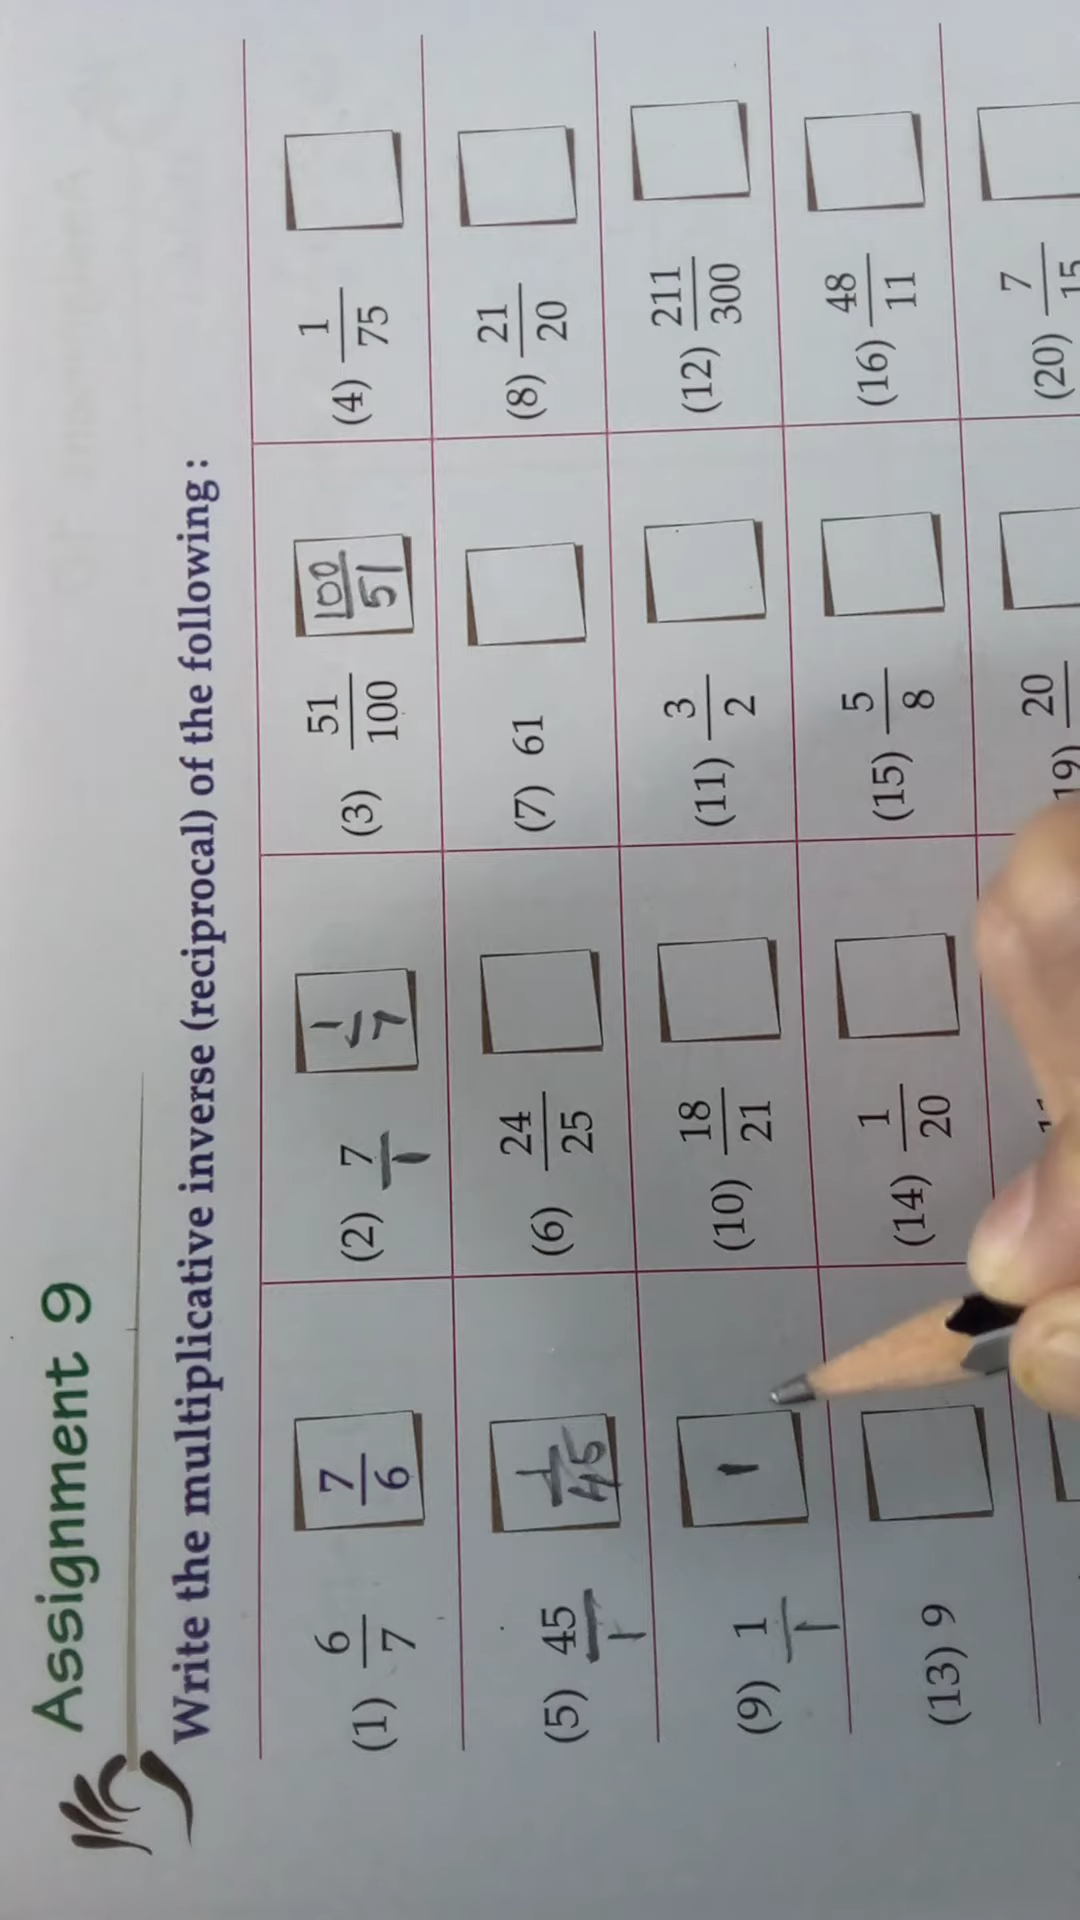 Assignment 9
Write the multiplicative inverse (reciprocal) of the following :
(1) 6/7 7/6 (2) 7/1 1/7 (3) 51/100 100/51 (4) 1/75
(5) 45/1 1/45 (6) 24/25 (7) 61 (8) 21/20
(9) 1/1 1 (10) 18/21 (11) 3/2 (12) 211/300
(13) 9 (14) 1/20 (15) 5/8 (16) 48/11
19) 20 (20) 7/15